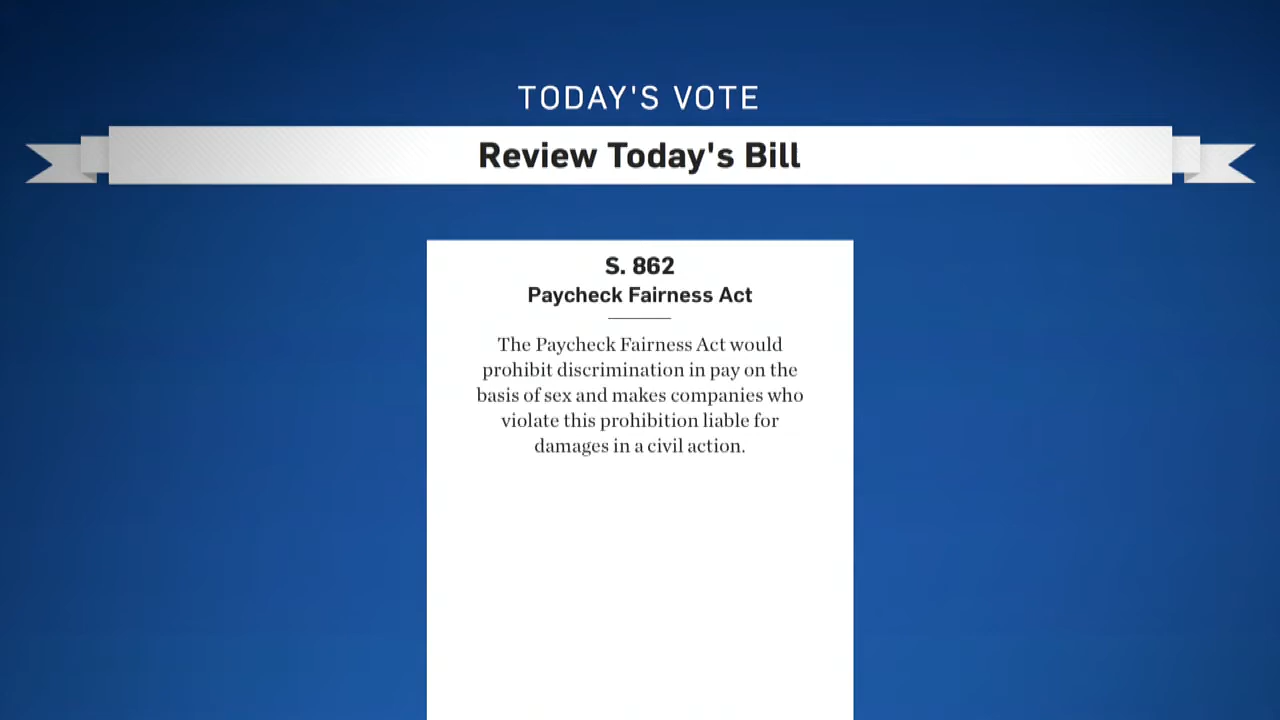 TODAY'S VOTE
Review Today's Bill
S. 862
Paycheck Fairness Act
The Paycheck Fairness Act would
prohibit discrimination in pay on the
basis of sex and makes companies who
violate this prohibition liable for
damages in a civil action.